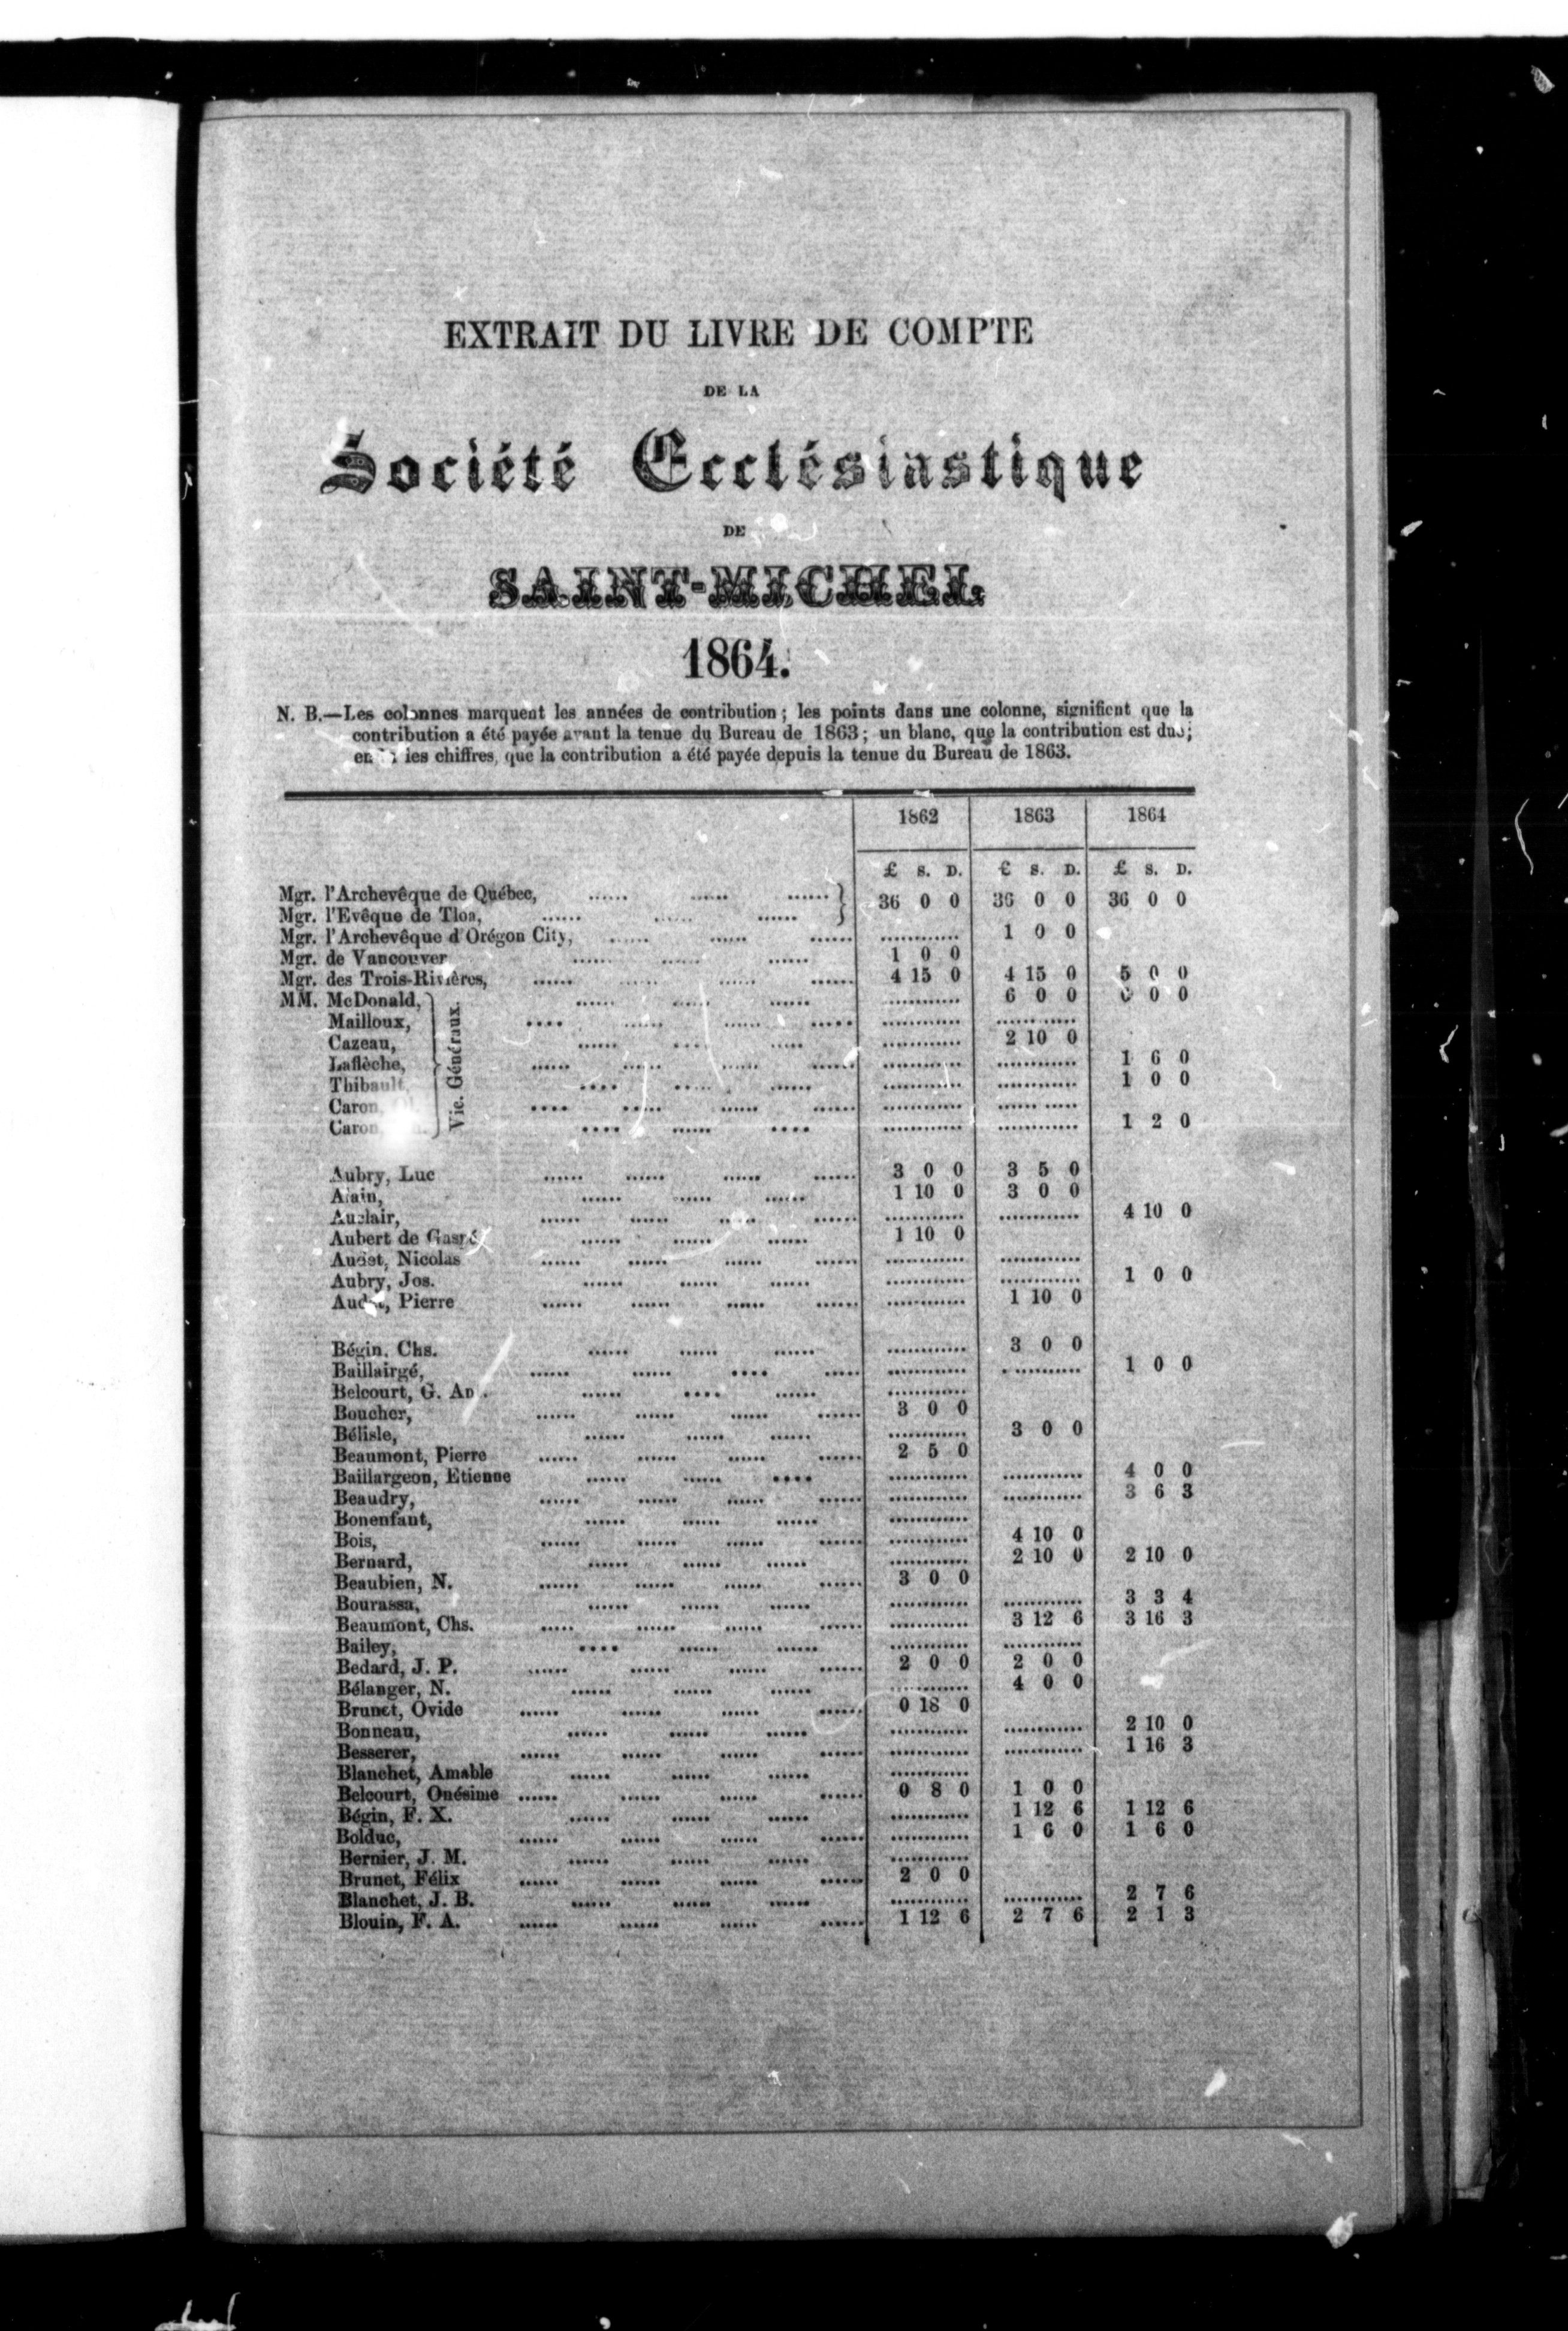 EXTRAIT DU LIVRE DE COMPTE
DE LA
Société Ecclésiastique
DE
SAINT-MICHEL
1864.
N. B.—Les colonnes marquent les années de contribution; les points dans une colonne, signifient que la
contribution a été payée avant la tenue du Bureau de 1863; un blanc, que la contribution est due;
les chiffres, que la contribution a été payée depuis la tenue du Bureau de 1863.
1862 1863 1864
£ S. D. £ S. D. £ S. D.
Mgr. l'Archevêque de Québec, ...... ...... ......
Mgr. l'Evêque de Tloa, ...... ...... ...... } 36 0 0 36 0 0 36 0 0
Mgr. l'Archevêque d'Orégon City, ...... ...... ...... ............ 1 0 0
Mgr. de Vancouver ...... ...... ...... 1 0 0
Mgr. des Trois-Rivières, ...... ...... ...... ...... 4 15 0 4 15 0 5 0 0
MM. McDonald, ...... ...... ...... ............ 6 0 0 0 0
Mailloux, .... ...... ...... ..... ............ ............
Cazeau, ...... .... ..... ............ 2 10 0
Laflèche, ...... ...... ...... ...... ............ ............ 1 6 0
Thibault, .... ..... ...... ............ ............ 1 0 0
Caron, .... ..... ...... ...... ............ ...... .....
Caron .... ...... .... ............ ............ 1 2 0
Vic. Généraux.
Aubry, Luc ...... ...... ...... ...... 3 0 0 3 5 0
Alain, ...... ...... ...... 1 10 0 3 0 0
Auclair, ...... ...... ...... ...... ............ ............ 4 10 0
Aubert de Gaspé ...... ...... ...... 1 10 0
Audet, Nicolas ...... ...... ...... ...... ............ ............
Aubry, Jos. ...... ...... ...... ............ ............ 1 0 0
Audet, Pierre ...... ...... ...... ...... ............ 1 10 0
Bégin, Chs. ...... ...... ...... ............ 3 0 0
Baillairgé, ...... ...... .... ..... ............ ............ 1 0 0
Belcourt, G. An . ...... .... ...... ............
Boucher, ...... ...... ...... ...... 3 0 0
Bélisle, ...... ...... ...... ............ 3 0 0
Beaumont, Pierre ...... ...... ...... ...... 2 5 0
Baillargeon, Etienne ...... ...... .... ............ ............ 4 0 0
Beaudry, ...... ...... ...... ...... ............ ............ 3 6 3
Bonenfant, ...... ...... ...... ............
Bois, ...... ...... ...... ...... ............ 4 10 0
Bernard, ...... ...... ...... ............ 2 10 0 2 10 0
Beaubien, N. ...... ...... ...... ...... 3 0 0
Bourassa, ...... ...... ...... ............ ............ 3 3 4
Beaumont, Chs. ..... ...... ...... ...... ............ 3 12 6 3 16 3
Bailey, .... ...... ...... ............ ............
Bedard, J. P. ...... ...... ...... ...... 2 0 0 2 0 0
Bélanger, N. ...... ...... ...... ............ 4 0 0
Brunet, Ovide ...... ...... ...... ...... 0 18 0
Bonneau, ...... ...... ...... ............ ............ 2 10 0
Besserer, ...... ...... ...... ...... ............ ............ 1 16 3
Blanchet, Amable ...... ...... ...... ............
Belcourt, Onésime ...... ...... ...... ...... 0 8 0 1 0 0
Bégin, F. X. ...... ...... ...... ............ 1 12 6 1 12 6
Bolduc, ...... ...... ...... ...... ............ 1 6 0 1 6 0
Bernier, J. M. ...... ...... ...... ............
Brunet, Félix ...... ...... ...... ...... 2 0 0
Blanchet, J. B. ...... ...... ...... ............ ............ 2 7 6
Blouin, F. A. ...... ...... ...... ...... 1 12 6 2 7 6 2 1 3